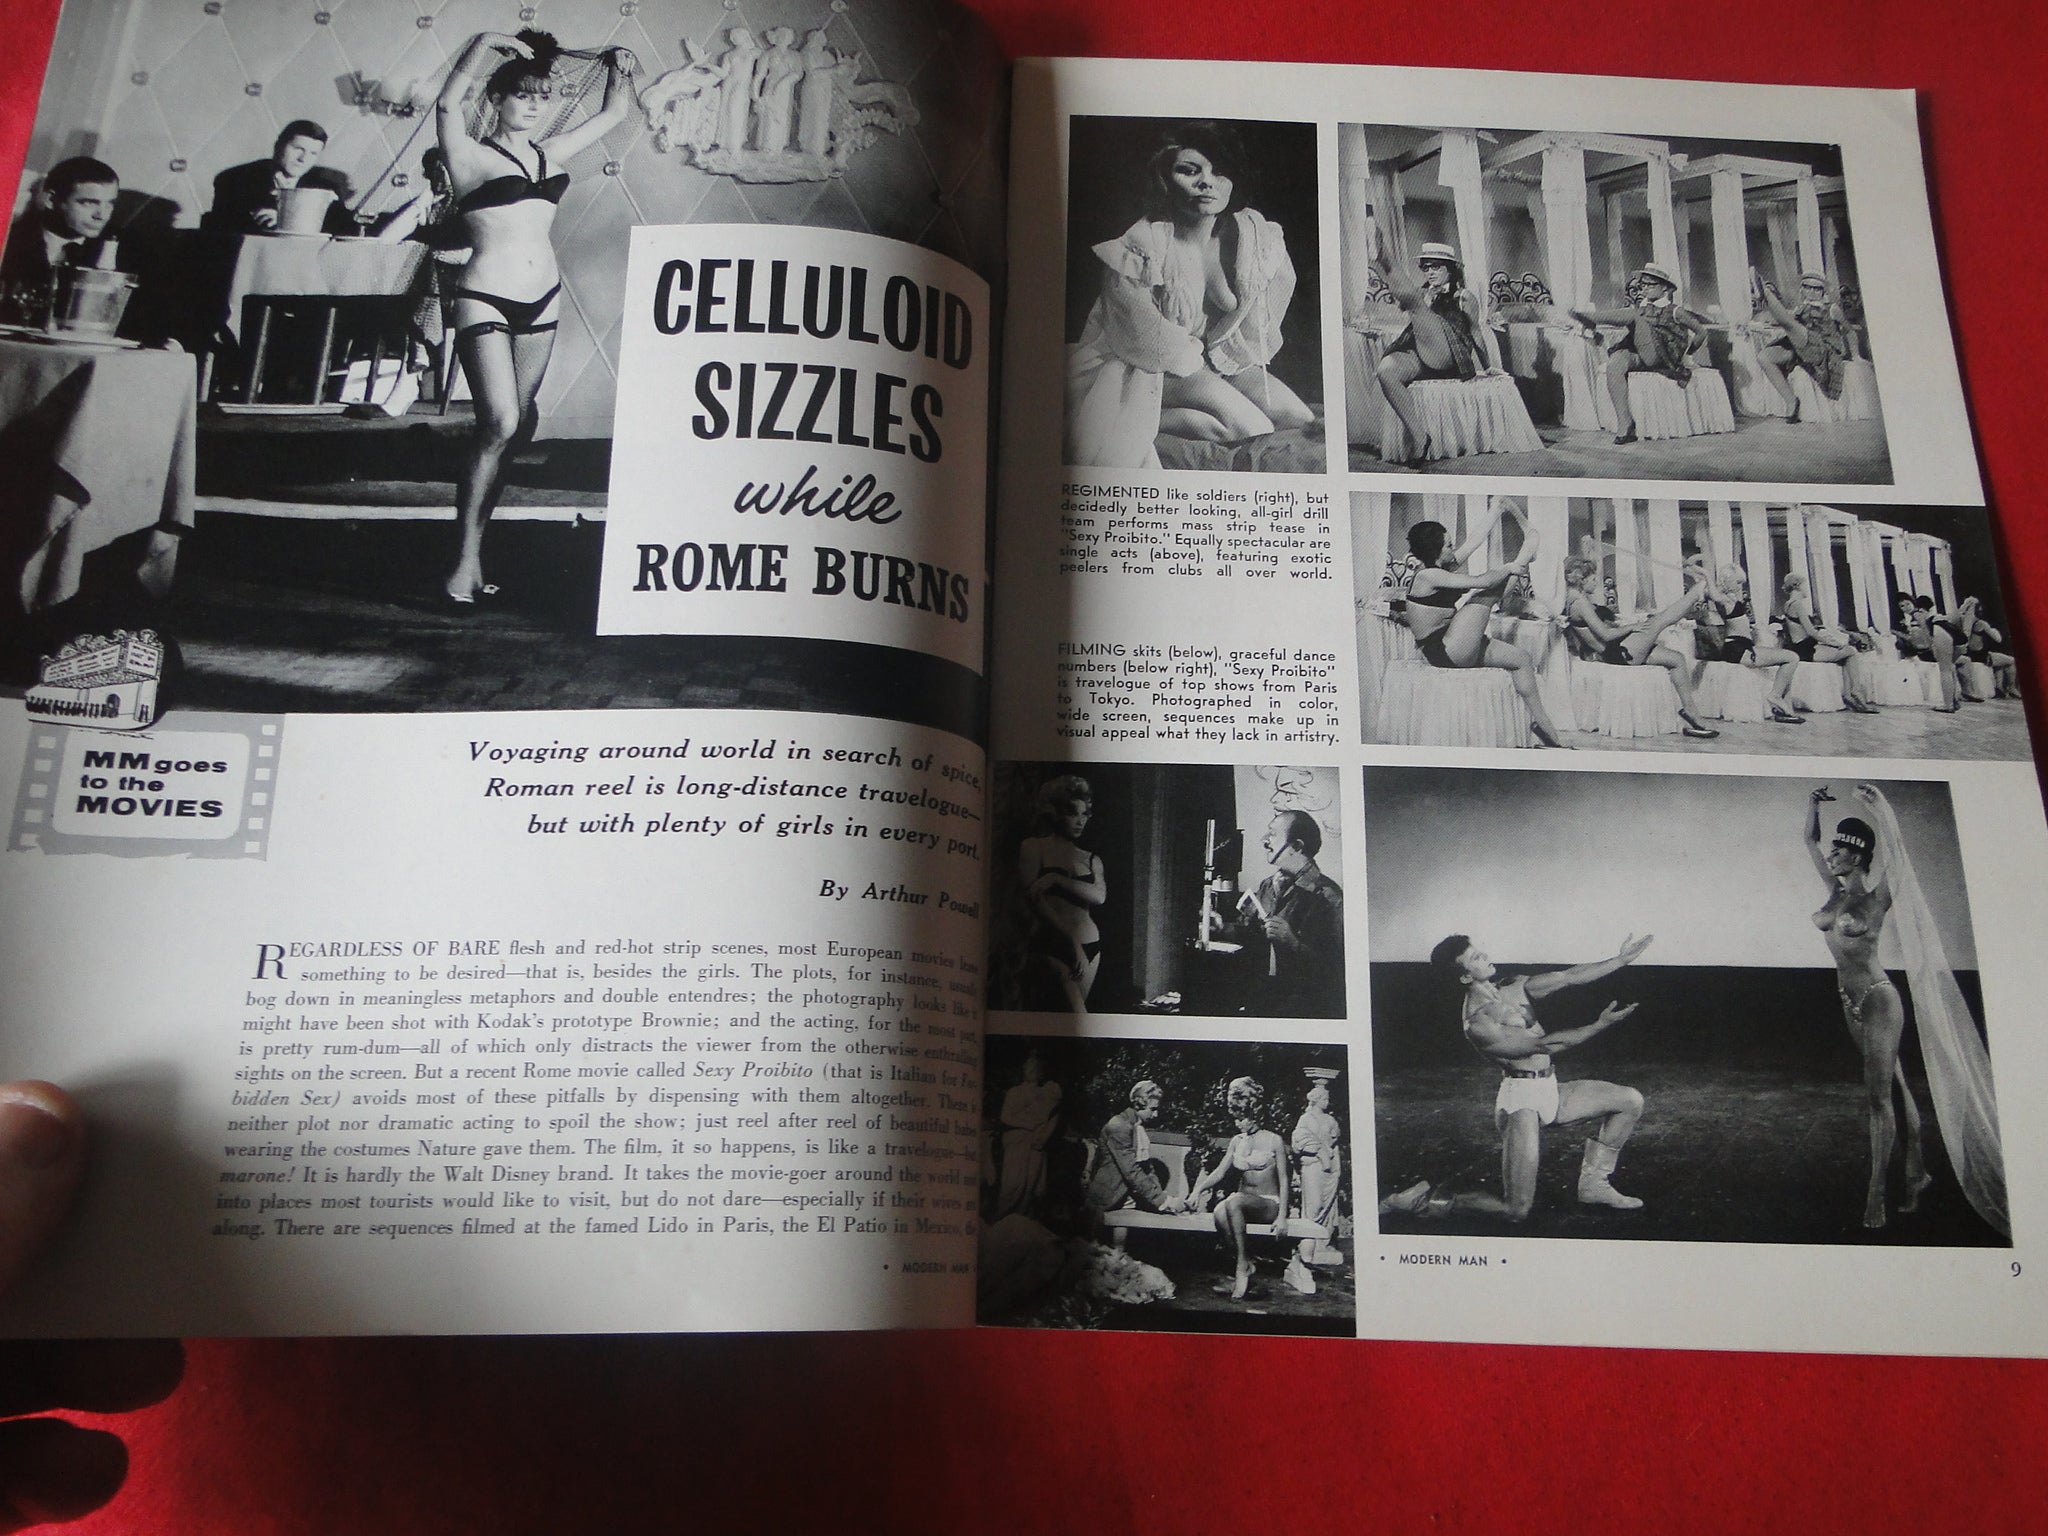 CELLULOID
SIZZLES
while
ROME BURNS
MM goes
to the
MOVIES
Voyaging around world in search of spice,
Roman reel is long-distance travelogue—
but with plenty of girls in every port.
By Arthur Powell
REGARDLESS OF BARE flesh and red-hot strip scenes, most European movies leave
something to be desired—that is, besides the girls. The plots, for instance, usually
bog down in meaningless metaphors and double entendres; the photography looks like it
might have been shot with Kodak's prototype Brownie; and the acting, for the most part,
is pretty rum-dum—all of which only distracts the viewer from the otherwise enthralling
sights on the screen. But a recent Rome movie called Sexy Proibito (that is Italian for For-
bidden Sex) avoids most of these pitfalls by dispensing with them altogether. There is
neither plot nor dramatic acting to spoil the show; just reel after reel of beautiful babes
wearing the costumes Nature gave them. The film, it so happens, is like a travelogue—but
marone! It is hardly the Walt Disney brand. It takes the movie-goer around the world and
into places most tourists would like to visit, but do not dare—especially if their wives are
along. There are sequences filmed at the famed Lido in Paris, the El Patio in Mexico, the
• MODERN MAN
REGIMENTED like soldiers (right), but
decidedly better looking, all-girl drill
team performs mass strip tease in
"Sexy Proibito." Equally spectacular are
single acts (above), featuring exotic
peelers from clubs all over world.
FILMING skits (below), graceful dance
numbers (below right), "Sexy Proibito"
is travelogue of top shows from Paris
to Tokyo. Photographed in color,
wide screen, sequences make up in
visual appeal what they lack in artistry.
• MODERN MAN •
9